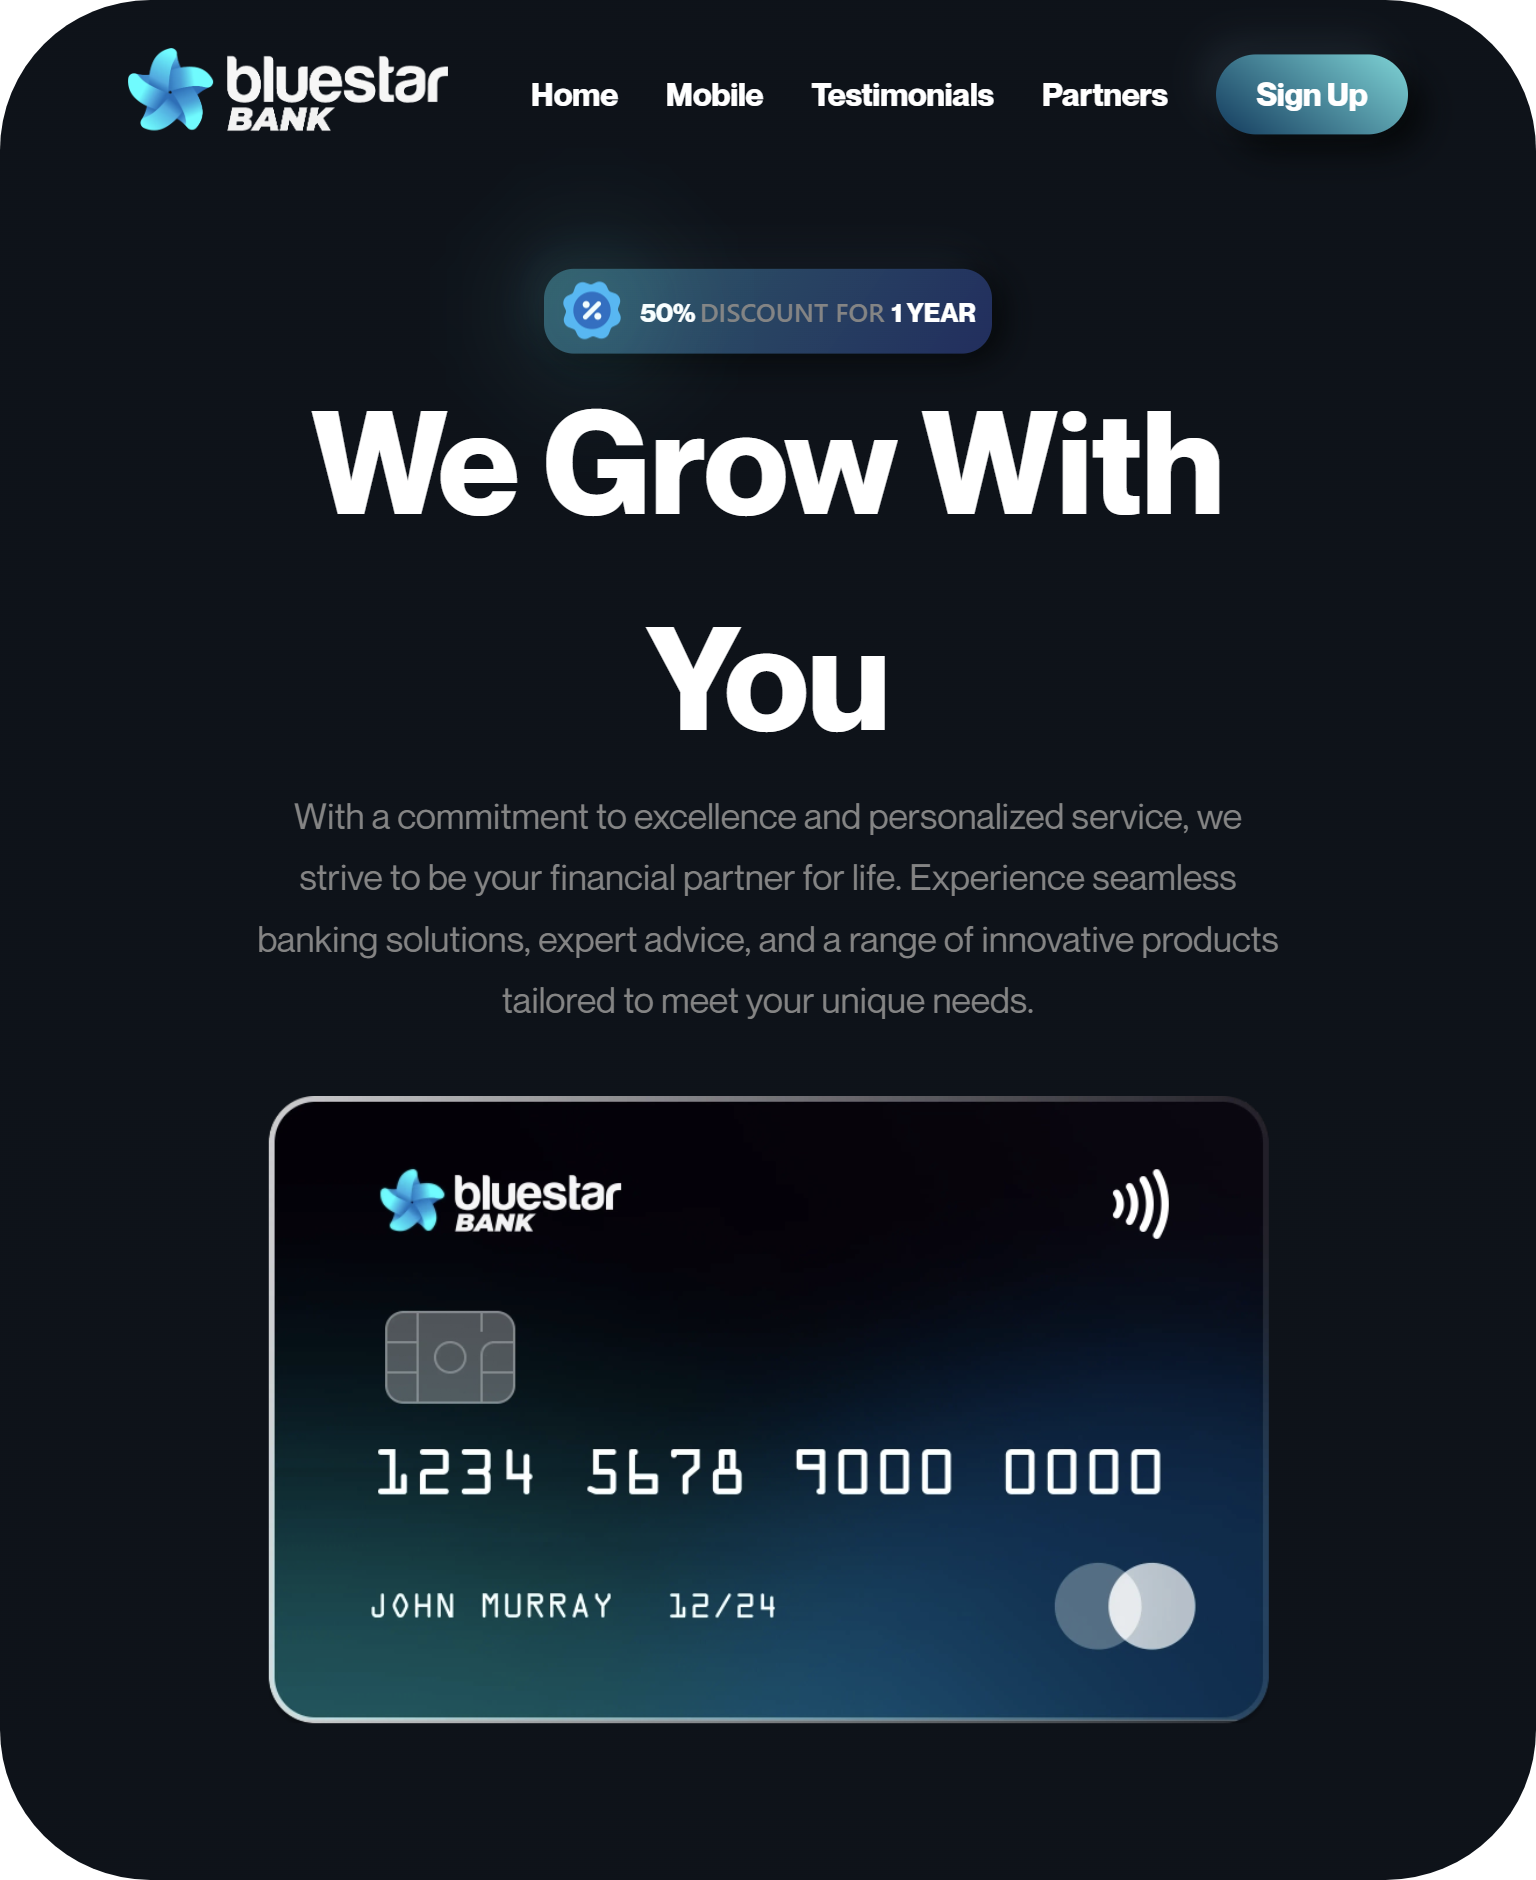 bluestar
BANK
Home Mobile Testimonials Partners Sign Up
50% DISCOUNT FOR 1 YEAR
We Grow With
You
With a commitment to excellence and personalized service, we
strive to be your financial partner for life. Experience seamless
banking solutions, expert advice, and a range of innovative products
tailored to meet your unique needs.
bluestar
BANK
1234 5678 9000 0000
JOHN MURRAY 12/24